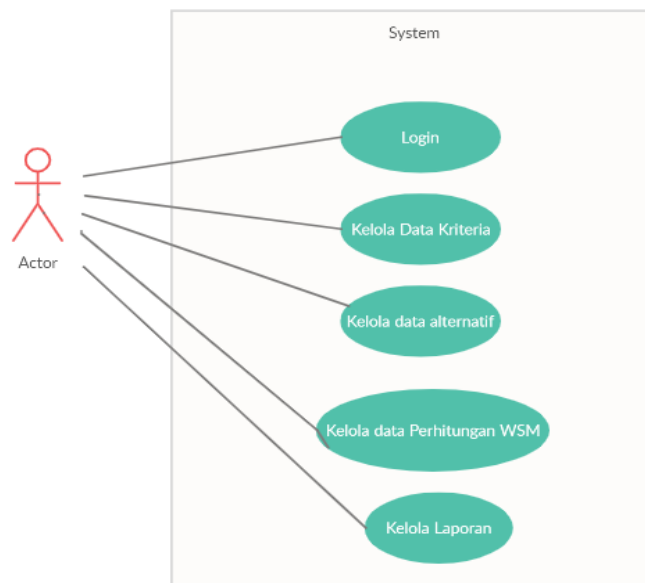 System
Login
Kelola Data Kriteria
Actor
Kelola data alternatif
Kelola data Perhitungan WSM
Kelola Laporan